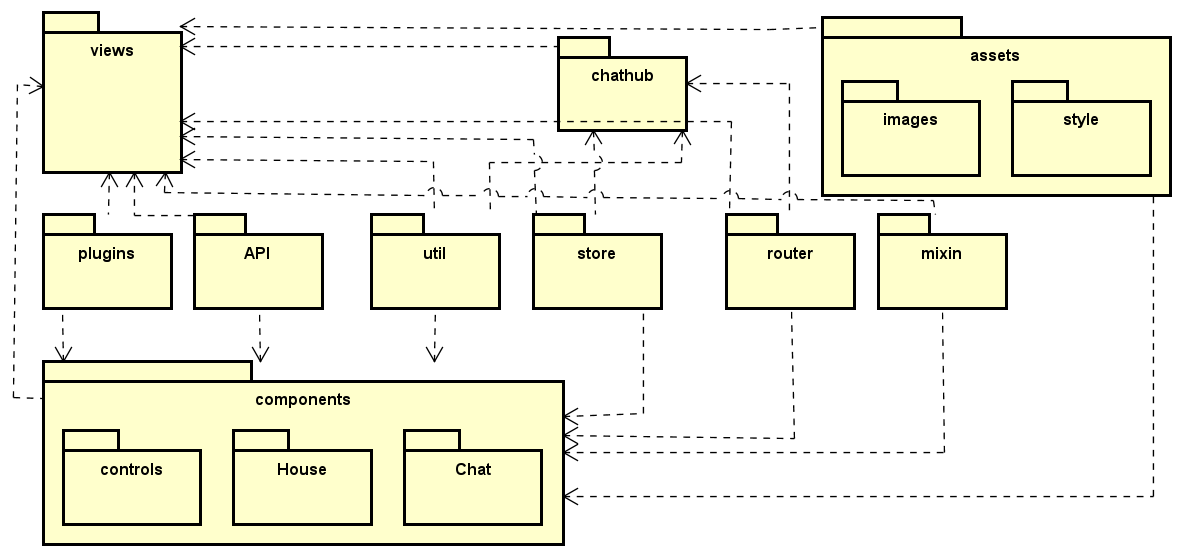 views
chathub
assets
images
style
plugins
API
util
store
router
mixin
components
controls
House
Chat